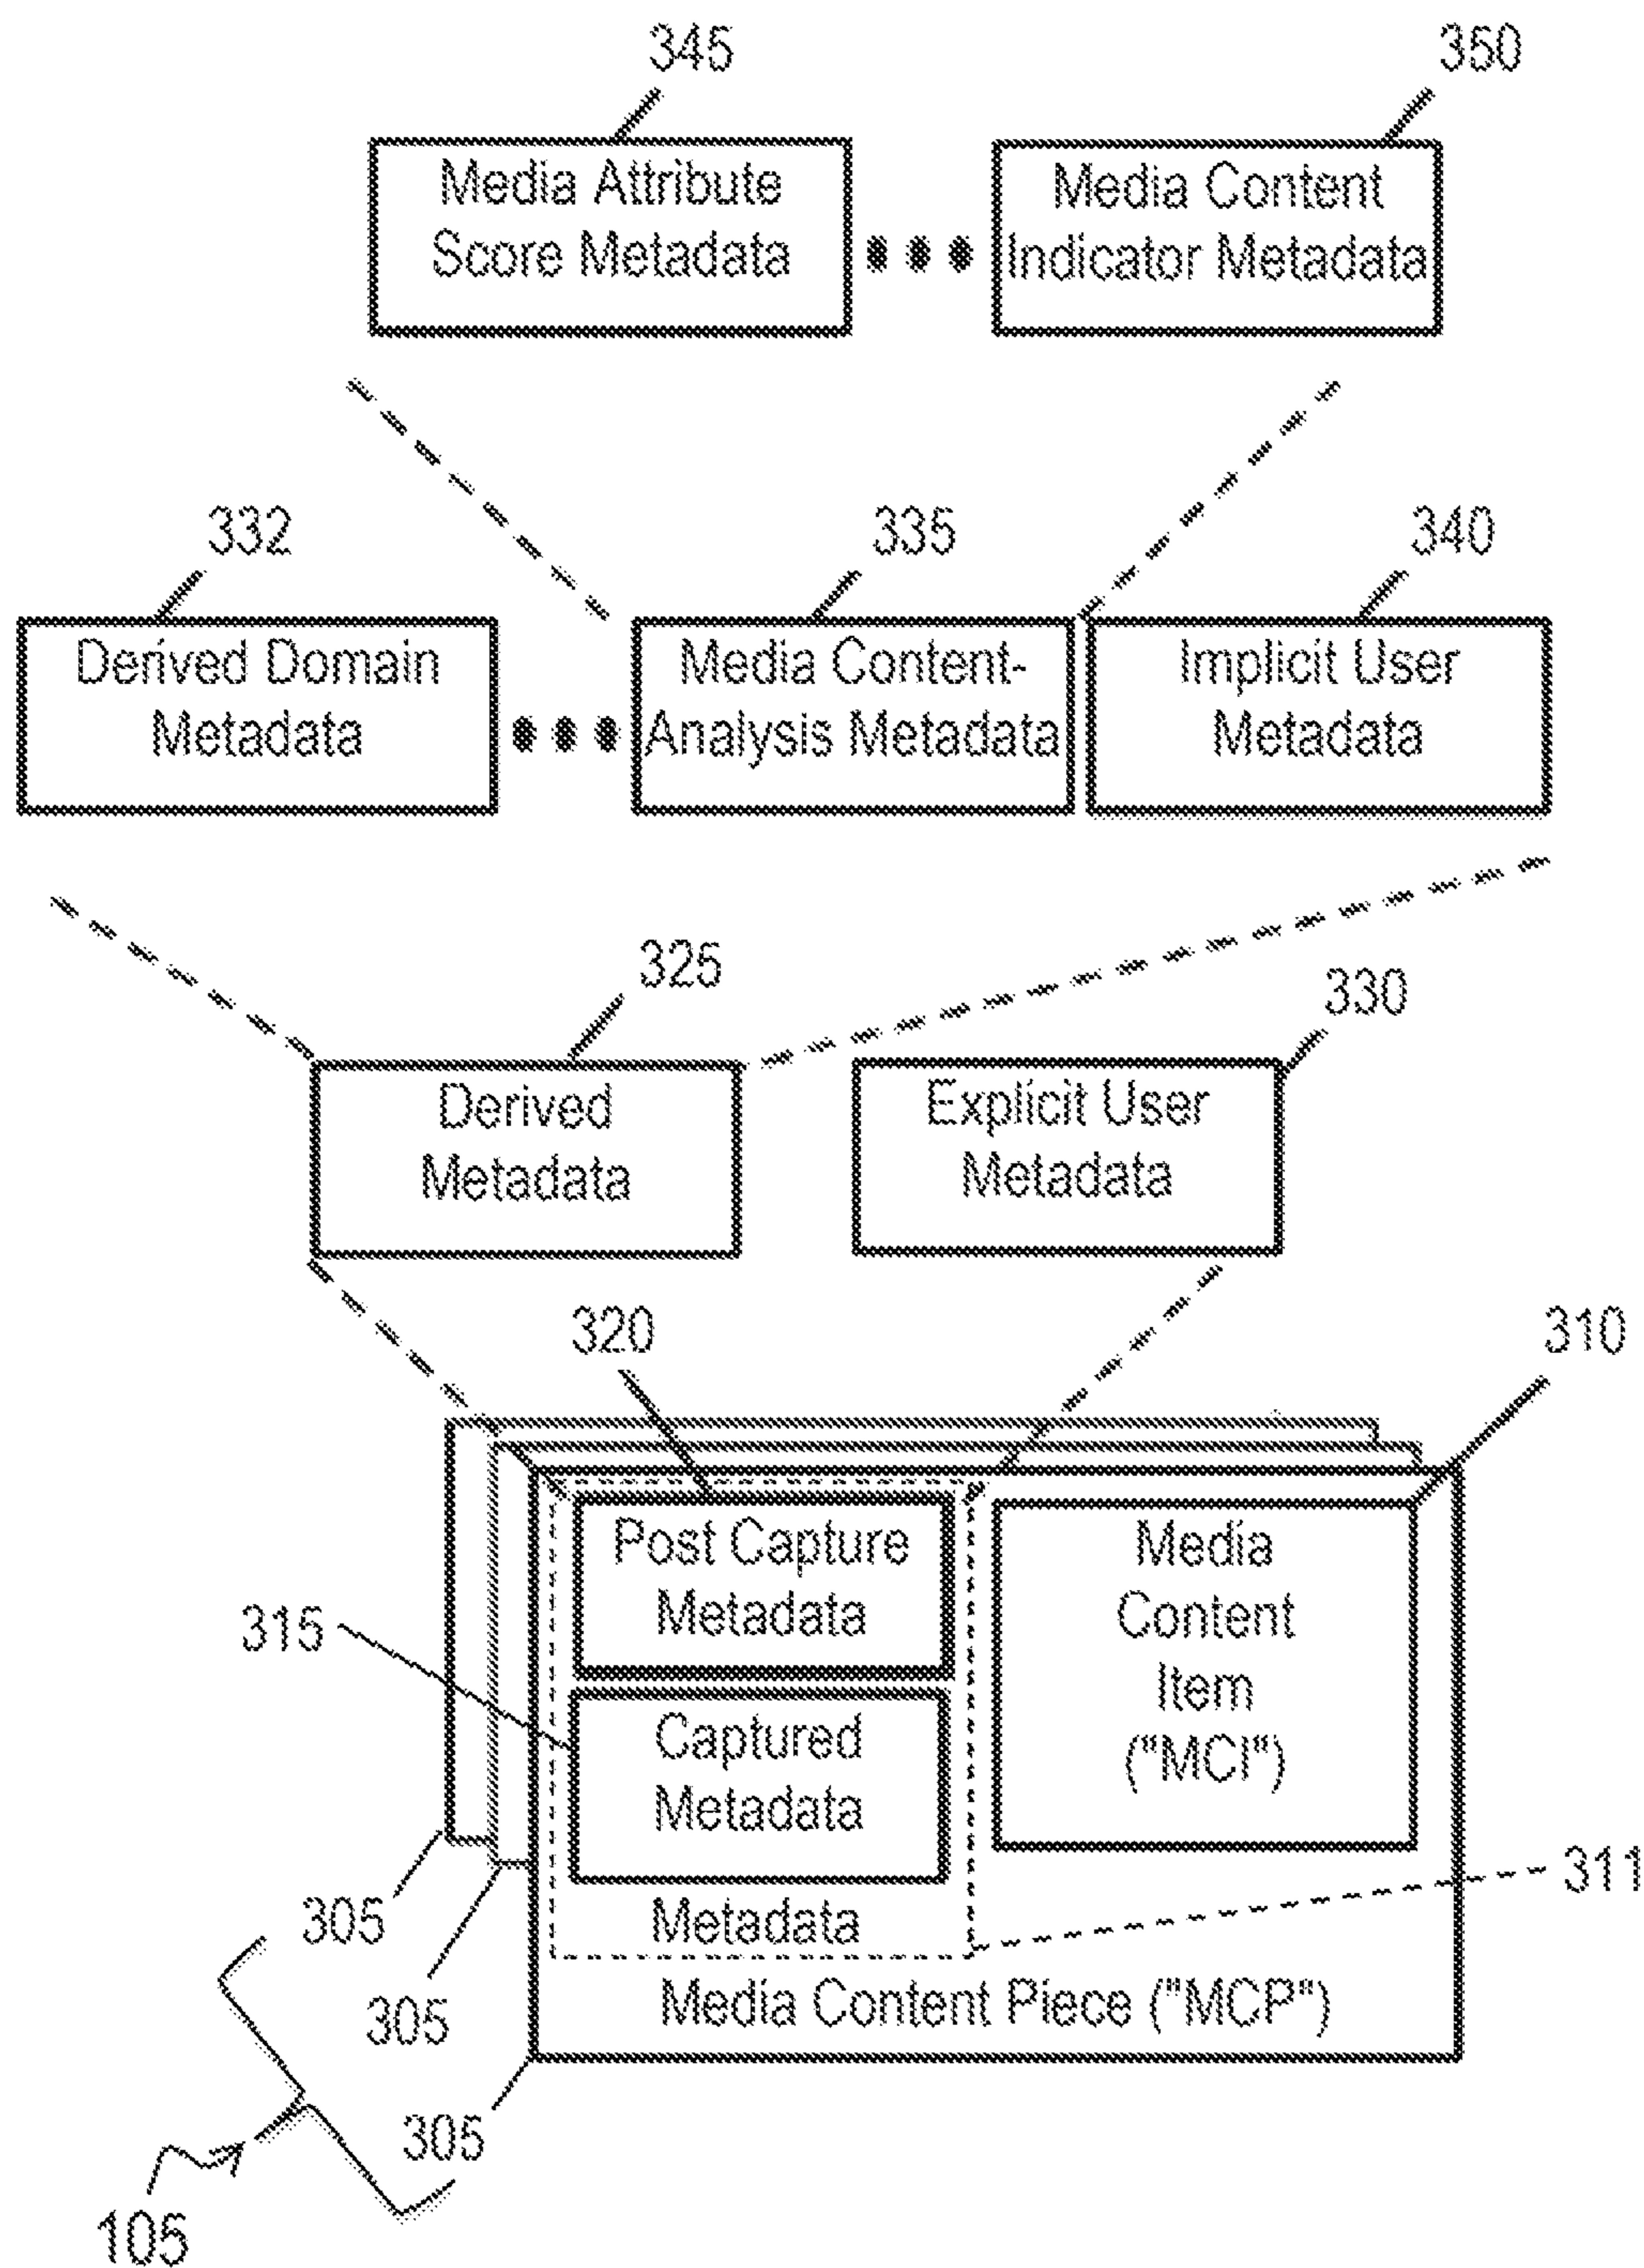 345
350
Media Attribute
Score Metadata
Media Content
Indicator Metadata
332
335
340
Derived Domain
Metadata
Media Content-
Analysis Metadata
Implicit User
Metadata
325
330
Derived
Metadata
Explicit User
Metadata
320
310
Post Capture
Metadata
Media
Content
Item
("MCI")
315
Captured
Metadata
311
Metadata
305
305
Media Content Piece ("MCP")
305
105